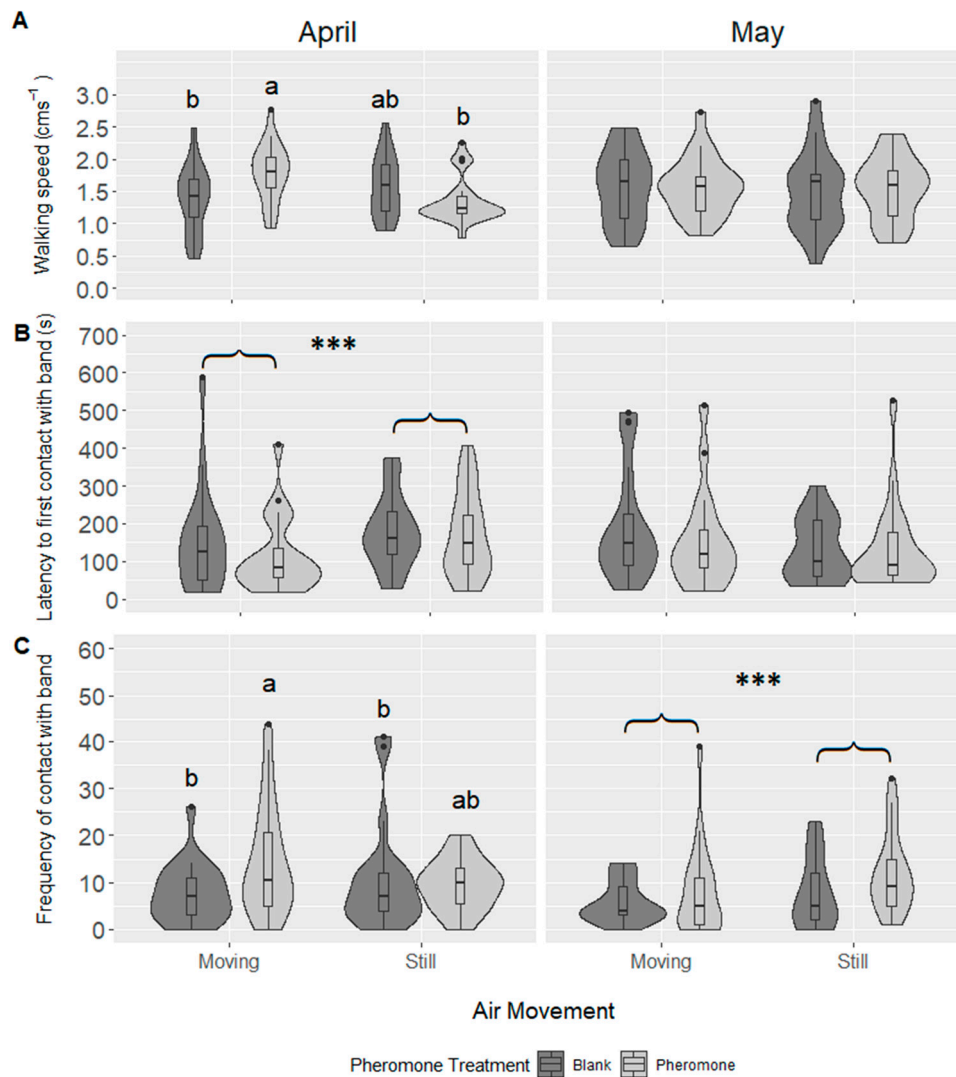 A
April
May
Walking speed (cms⁻¹)
3.0
2.5
2.0
1.5
1.0
0.5
0.0
b
a
ab
b
B
Latency to first contact with band (s)
700
600
500
400
300
200
100
0
***
C
Frequency of contact with band
60
50
40
30
20
10
0
b
a
b
ab
***
Moving
Still
Moving
Still
Air Movement
Pheromone Treatment Blank Pheromone